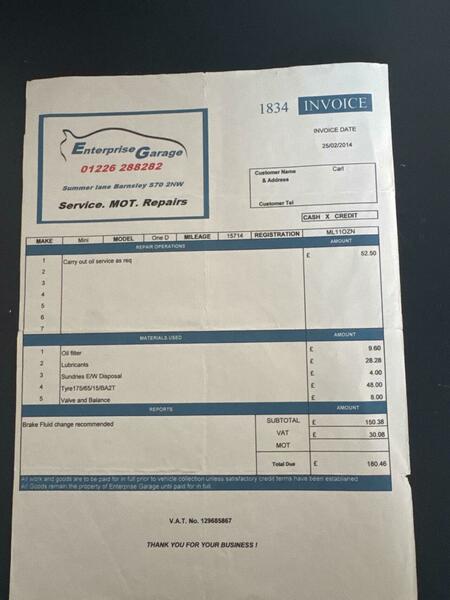 1834 INVOICE
Enterprise Garage
01226 288282
Summer lane Barnsley S70 2NW
Service. MOT. Repairs
INVOICE DATE
25/02/2014
Customer Name Carl
& Address
Customer Tel
CASH X CREDIT
MAKE Mini MODEL One D MILEAGE 15714 REGISTRATION ML11OZN
REPAIR OPERATIONS AMOUNT
1 Carry out oil service as req £ 52.50
2
3
4
5
6
7
MATERIALS USED AMOUNT
1 Oil filter £ 9.60
2 Lubricants £ 28.28
3 Sundries E/W Disposal £ 4.00
4 Tyre175/65/15/BA2T £ 48.00
5 Valve and Balance £ 8.00
REPORTS AMOUNT
Brake Fluid change recommended SUBTOTAL £ 150.38
VAT £ 30.08
MOT
Total Due £ 180.46
All work and goods are to be paid for in full prior to vehicle collection unless satisfactory credit terms have been established
All Goods remain the property of Enterprise Garage until paid for in full.
V.A.T. No. 129685867
THANK YOU FOR YOUR BUSINESS !